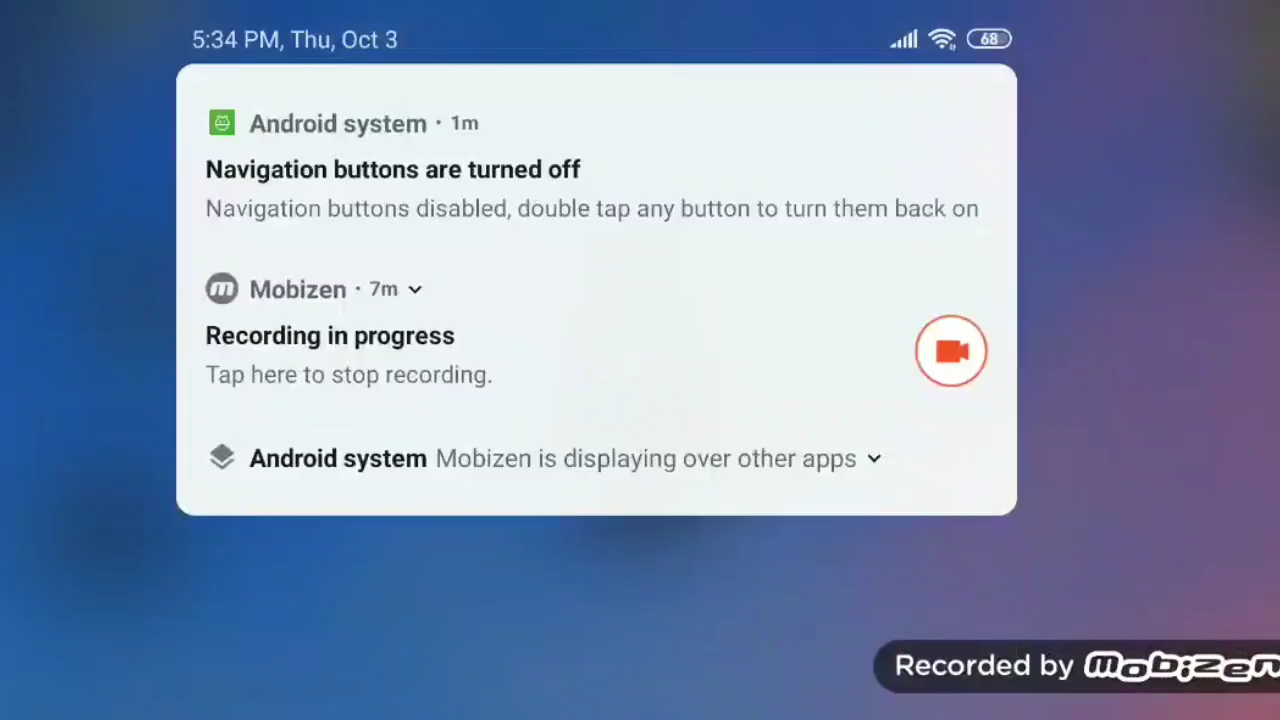 5:34 PM, Thu, Oct 3 68
Android system · 1m
Navigation buttons are turned off
Navigation buttons disabled, double tap any button to turn them back on
Mobizen · 7m
Recording in progress
Tap here to stop recording.
Android system Mobizen is displaying over other apps
Recorded by mobizen